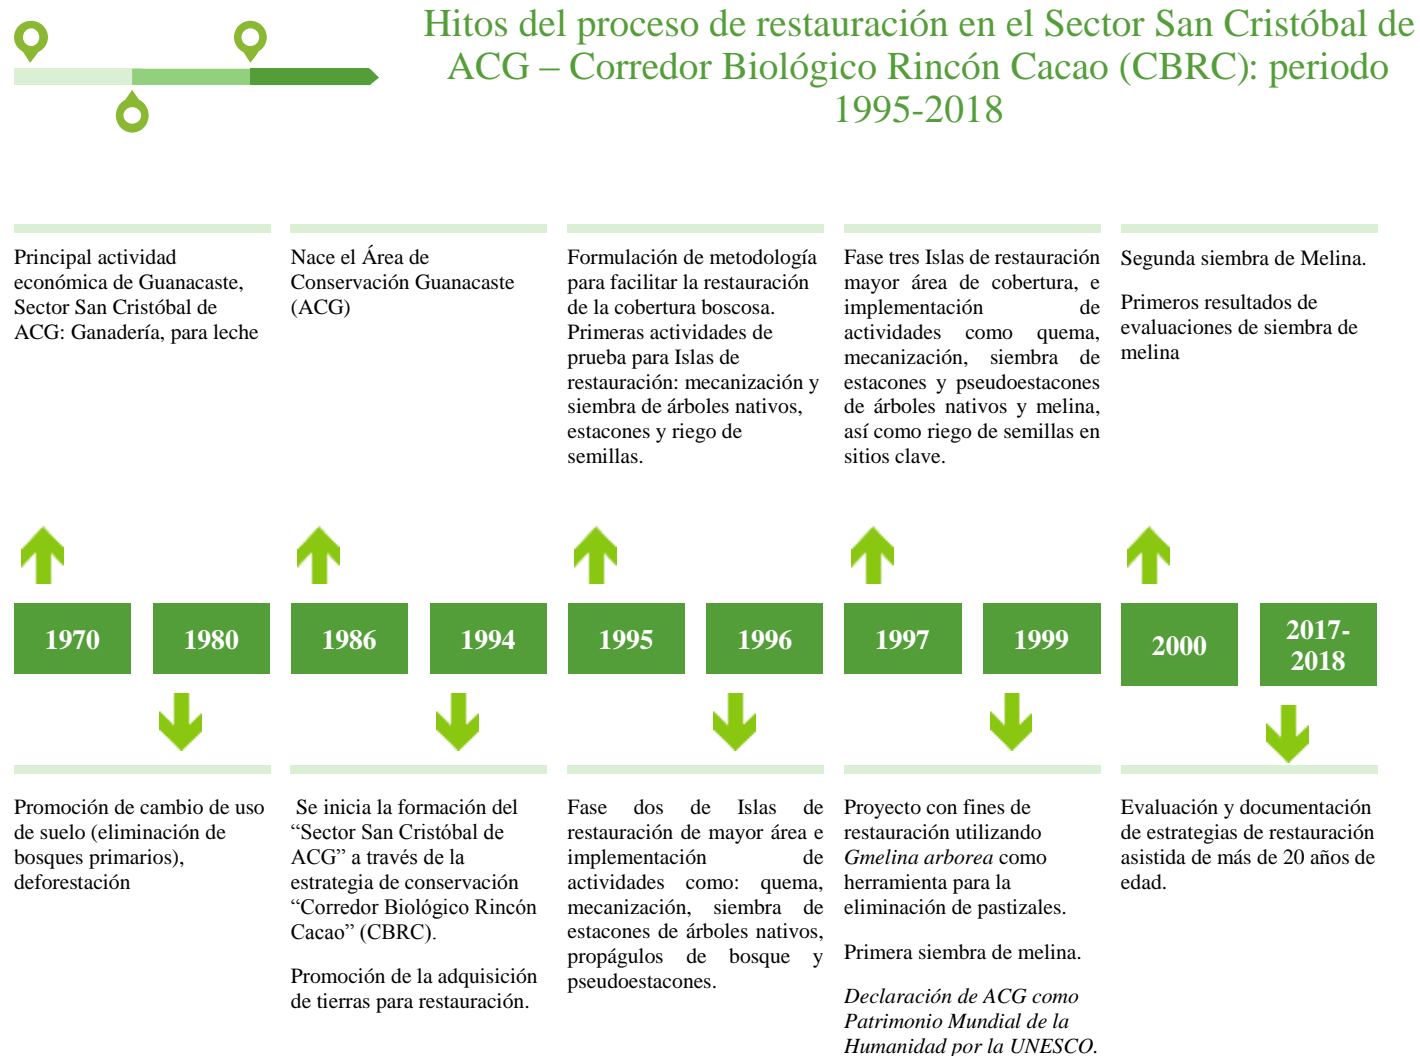 Hitos del proceso de restauración en el Sector San Cristóbal de
ACG – Corredor Biológico Rincón Cacao (CBRC): periodo
1995-2018
Principal actividad
económica de Guanacaste,
Sector San Cristóbal de
ACG: Ganadería, para leche
Nace el Área de
Conservación Guanacaste
(ACG)
Formulación de metodología
para facilitar la restauración
de la cobertura boscosa.
Primeras actividades de
prueba para Islas de
restauración: mecanización y
siembra de árboles nativos,
estacones y riego de
semillas.
Fase tres Islas de restauración
mayor área de cobertura, e
implementación de
actividades como quema,
mecanización, siembra de
estacones y pseudoestacones
de árboles nativos y melina,
así como riego de semillas en
sitios clave.
Segunda siembra de Melina.
Primeros resultados de
evaluaciones de siembra de
melina
1970
1980
1986
1994
1995
1996
1997
1999
2000
2017-
2018
Promoción de cambio de uso
de suelo (eliminación de
bosques primarios),
deforestación
Se inicia la formación del
“Sector San Cristóbal de
ACG” a través de la
estrategia de conservación
“Corredor Biológico Rincón
Cacao” (CBRC).
Promoción de la adquisición
de tierras para restauración.
Fase dos de Islas de
restauración de mayor área e
implementación de
actividades como: quema,
mecanización, siembra de
estacones de árboles nativos,
propágulos de bosque y
pseudoestacones.
Proyecto con fines de
restauración utilizando
Gmelina arborea como
herramienta para la
eliminación de pastizales.
Primera siembra de melina.
Declaración de ACG como
Patrimonio Mundial de la
Humanidad por la UNESCO.
Evaluación y documentación
de estrategias de restauración
asistida de más de 20 años de
edad.